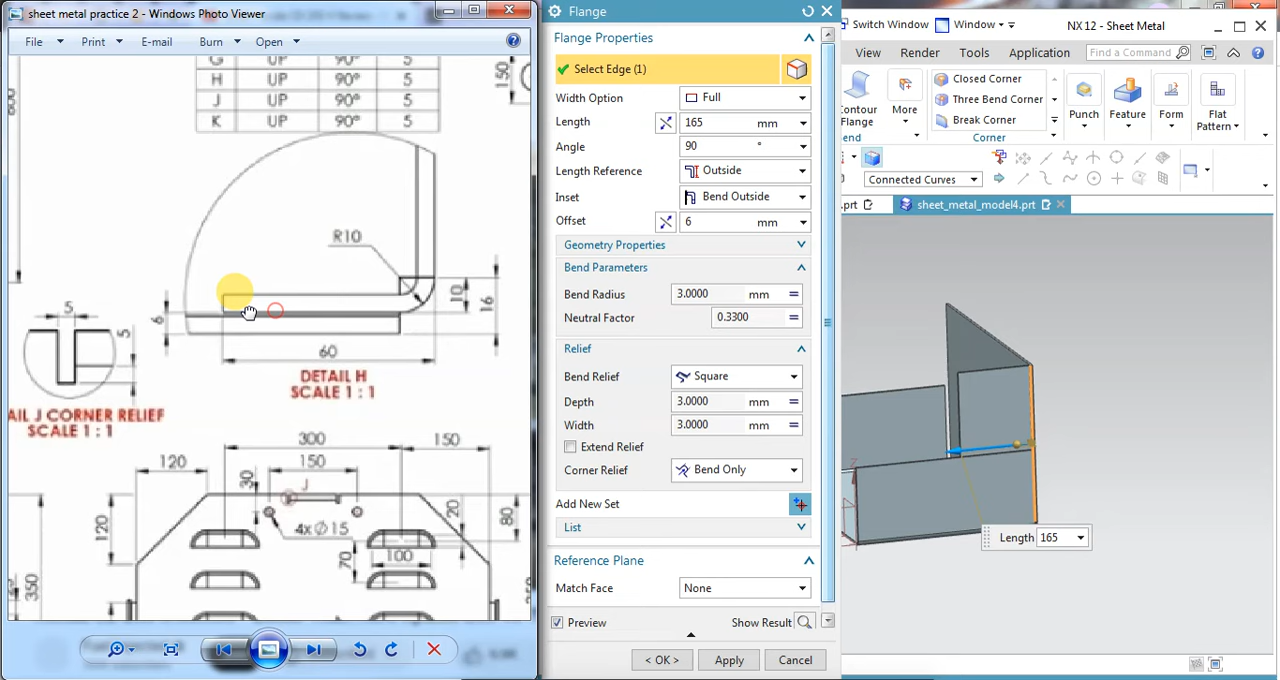 sheet metal practice 2 - Windows Photo Viewer
File Print E-mail Burn Open
G UP 90° 5
H UP 90° 5
J UP 90° 5
K UP 90° 5
150
R10
10
16
6
5
5
60
DETAIL H
SCALE 1 : 1
AIL J CORNER RELIEF
SCALE 1 : 1
300
120 150 150
30
J
20
80
4x Ø 15
120
70
100
350
Flange
Flange Properties
Select Edge (1)
Width Option Full
Length 165 mm
Angle 90 °
Length Reference Outside
Inset Bend Outside
Offset 6 mm
Geometry Properties
Bend Parameters
Bend Radius 3.0000 mm =
Neutral Factor 0.3300 =
Relief
Bend Relief Square
Depth 3.0000 mm =
Width 3.0000 mm =
Extend Relief
Corner Relief Bend Only
Add New Set
List
Reference Plane
Match Face None
Preview Show Result
< OK > Apply Cancel
Switch Window Window NX 12 - Sheet Metal
View Render Tools Application Find a Command
Contour
Flange
More
Closed Corner
Three Bend Corner
Break Corner
Punch
Feature
Form
Flat
Pattern
end Corner
Connected Curves
.prt sheet_metal_model4.prt
Length 165